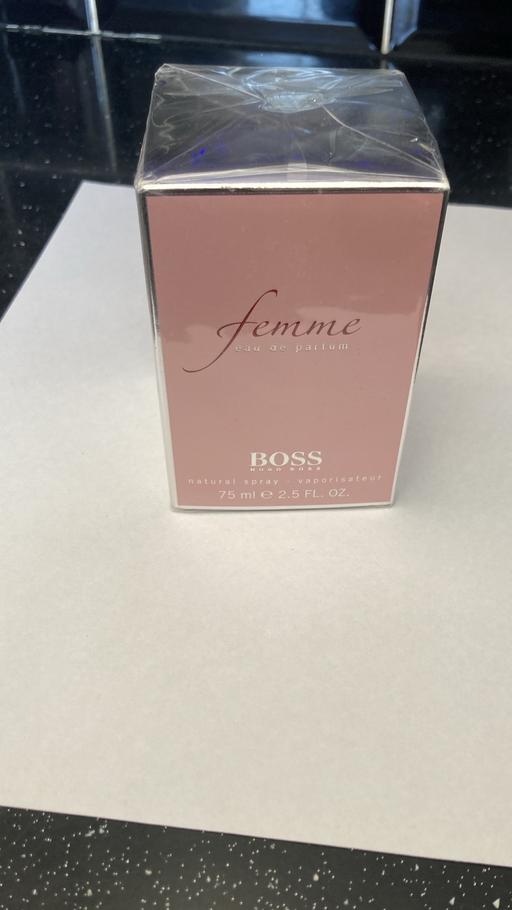 femme
eau de parfum
BOSS
HUGO BOSS
natural spray - vaporisateur
75 ml ℮ 2.5 FL. OZ.